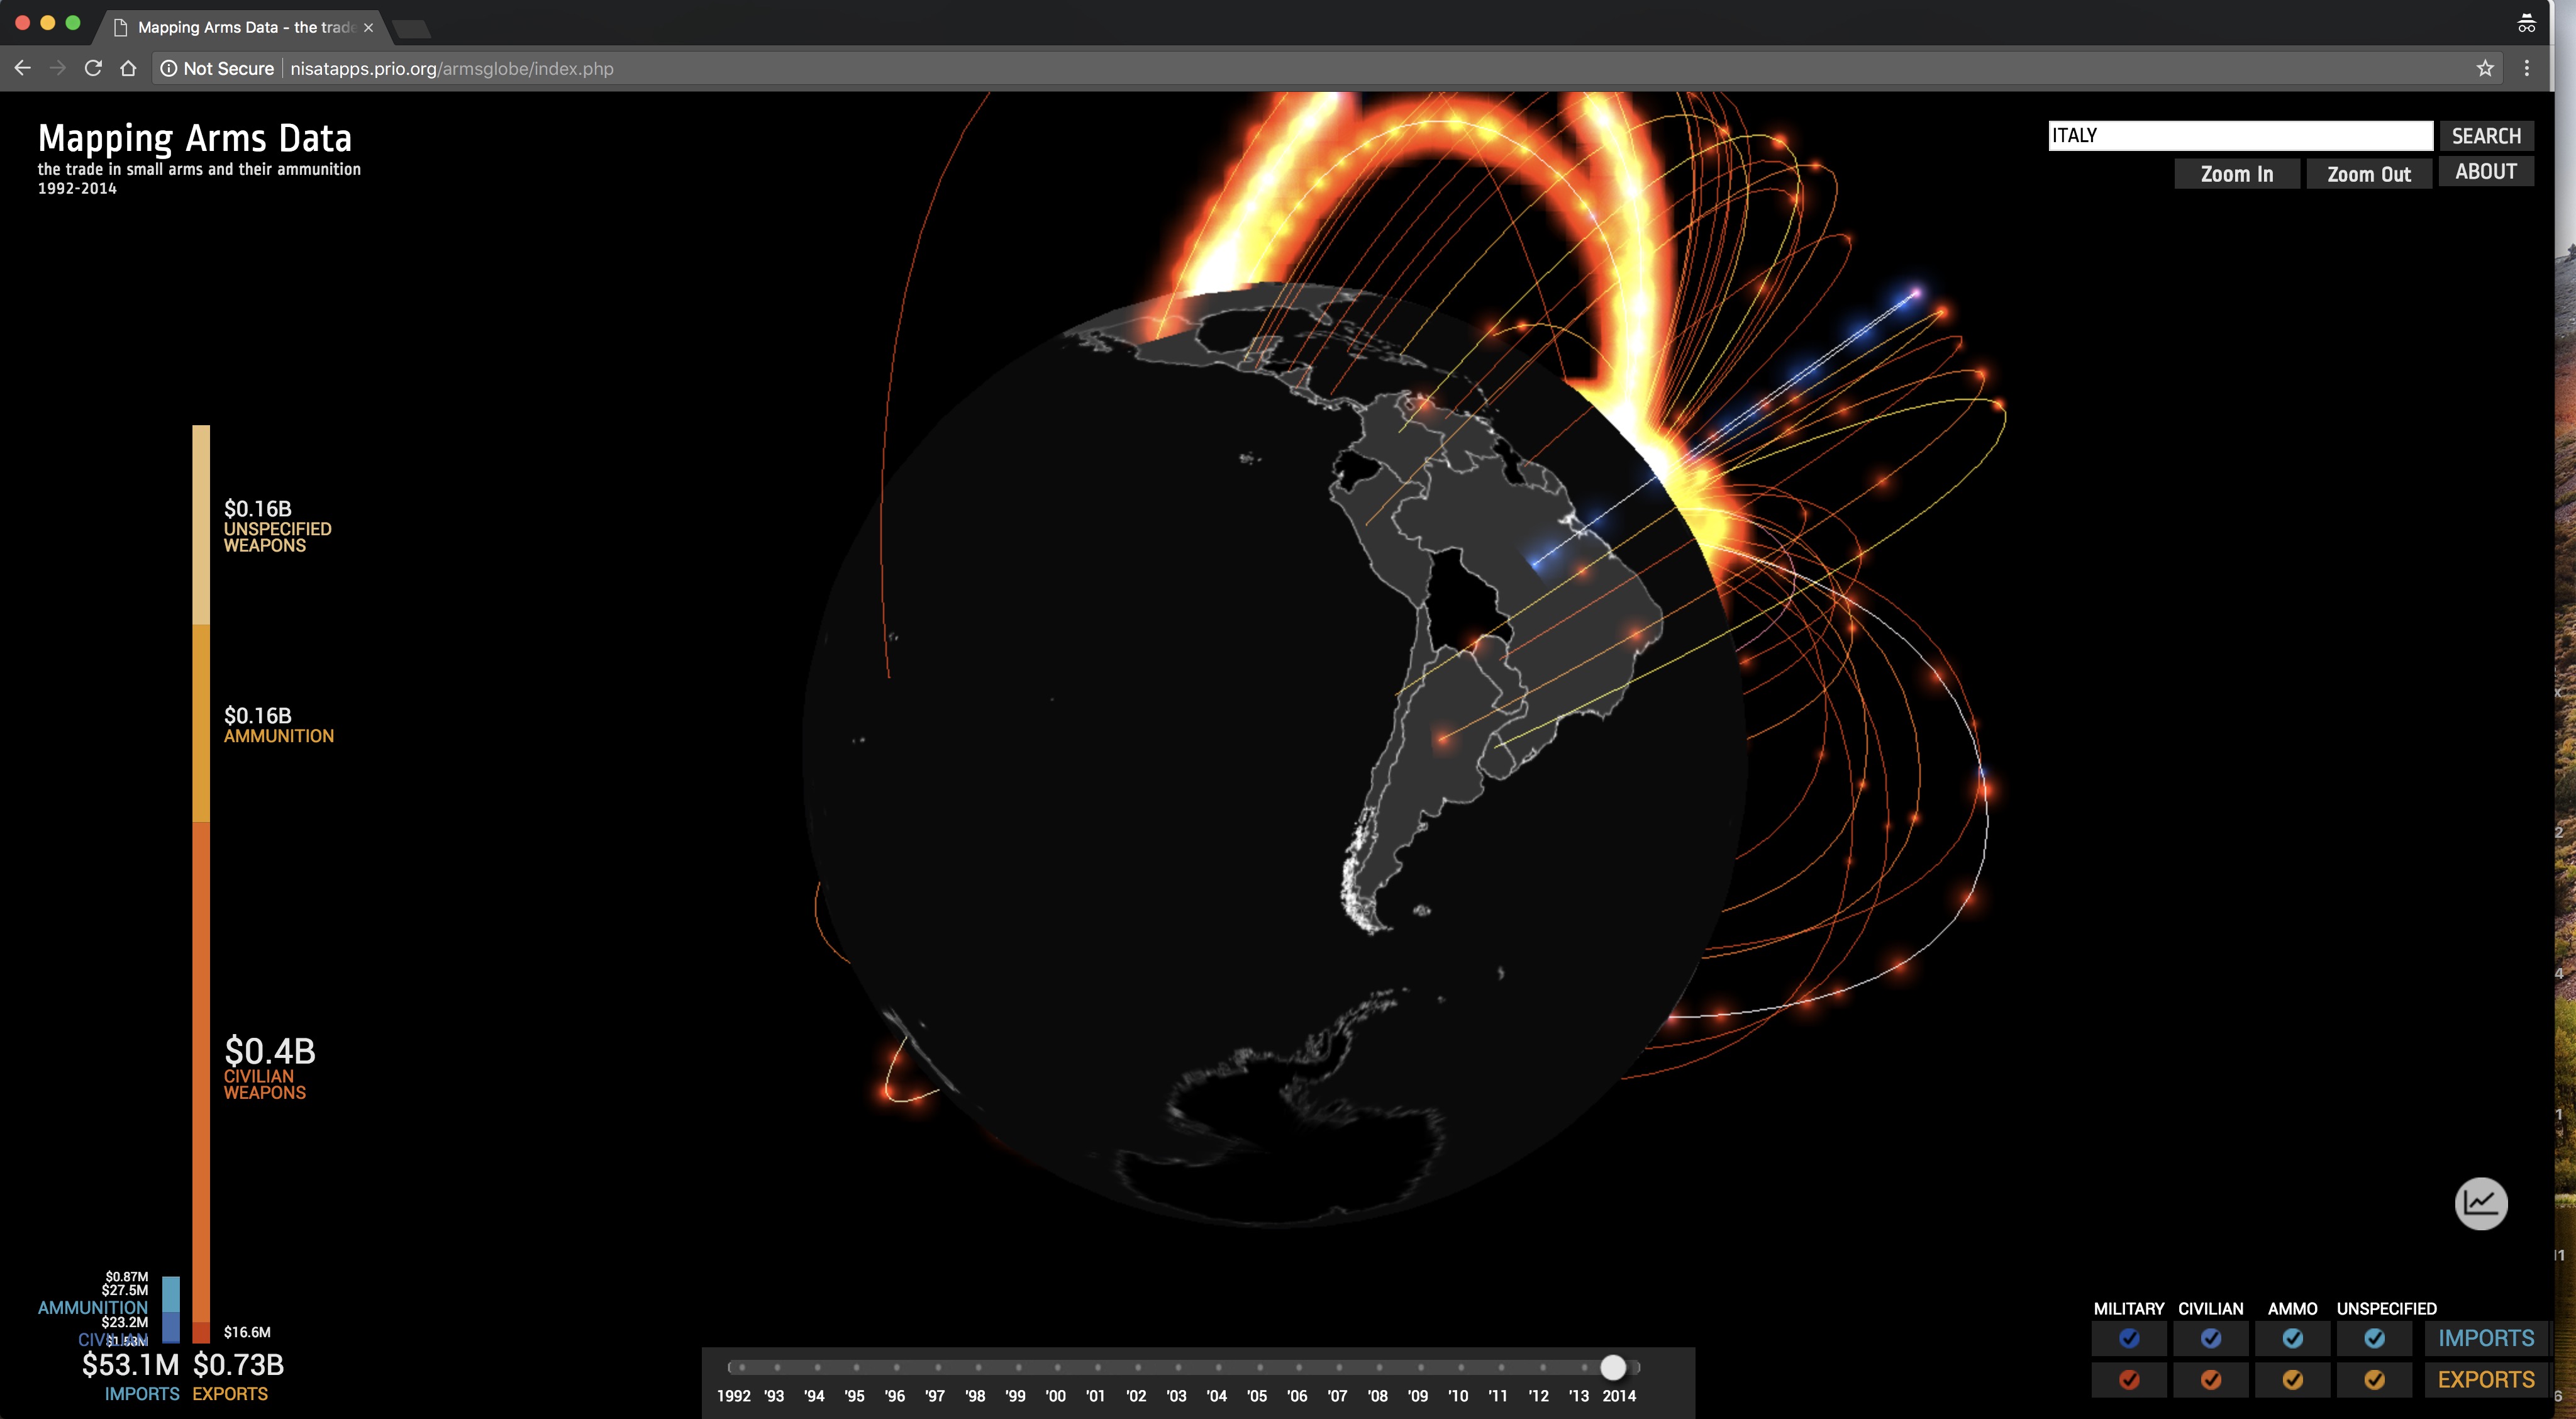 Mapping Arms Data - the trade
Not Secure
nisatapps.prio.org/armsglobe/index.php
Mapping Arms Data
the trade in small arms and their ammunition
1992-2014
ITALY
SEARCH
Zoom In
Zoom Out
ABOUT
$0.16B
UNSPECIFIED
WEAPONS
$0.16B
AMMUNITION
$0.4B
CIVILIAN
WEAPONS
$0.87M
$27.5M
AMMUNITION
$23.2M
CIVILIAN
$16.6M
$53.1M
IMPORTS
$0.73B
EXPORTS
1992 '93 '94 '95 '96 '97 '98 '99 '00 '01 '02 '03 '04 '05 '06 '07 '08 '09 '10 '11 '12 '13 2014
MILITARY CIVILIAN AMMO UNSPECIFIED
IMPORTS
EXPORTS